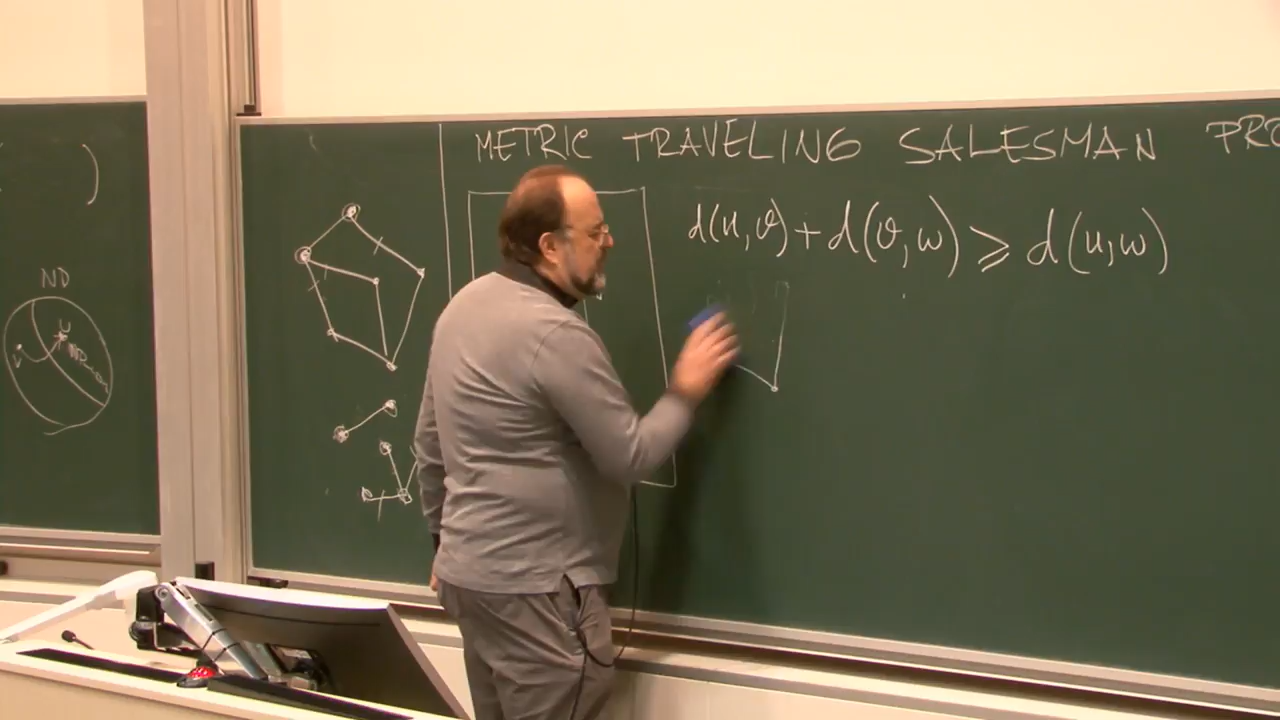 METRIC TRAVELING SALESMAN PRO
d(u,v)+d(v,w)⩾d(u,w)
)
ND
u
v